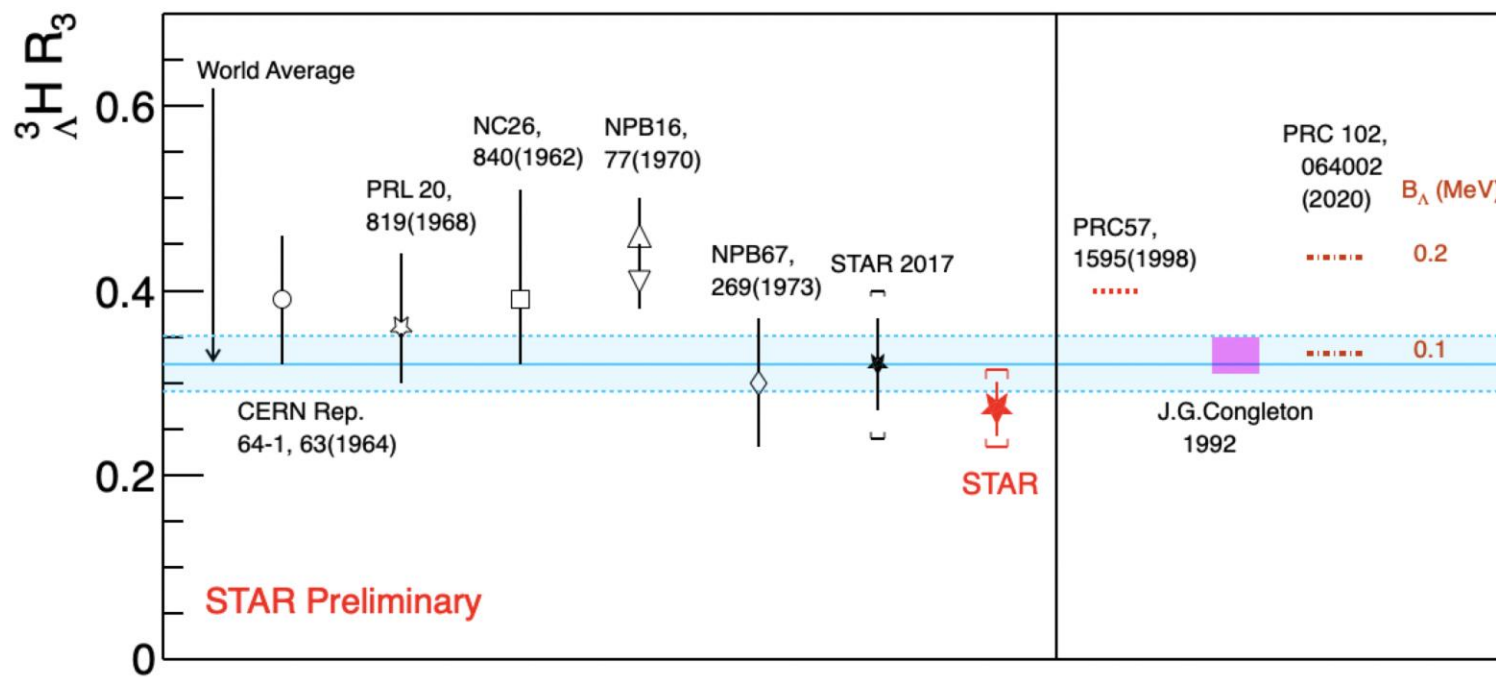 ³ΛH R₃
0.6
0.4
0.2
0
World Average
CERN Rep.
64-1, 63(1964)
PRL 20,
819(1968)
NC26,
840(1962)
NPB16,
77(1970)
NPB67,
269(1973)
STAR 2017
STAR
STAR Preliminary
PRC57,
1595(1998)
J.G.Congleton
1992
PRC 102,
064002
(2020)
BΛ (MeV)
0.2
0.1